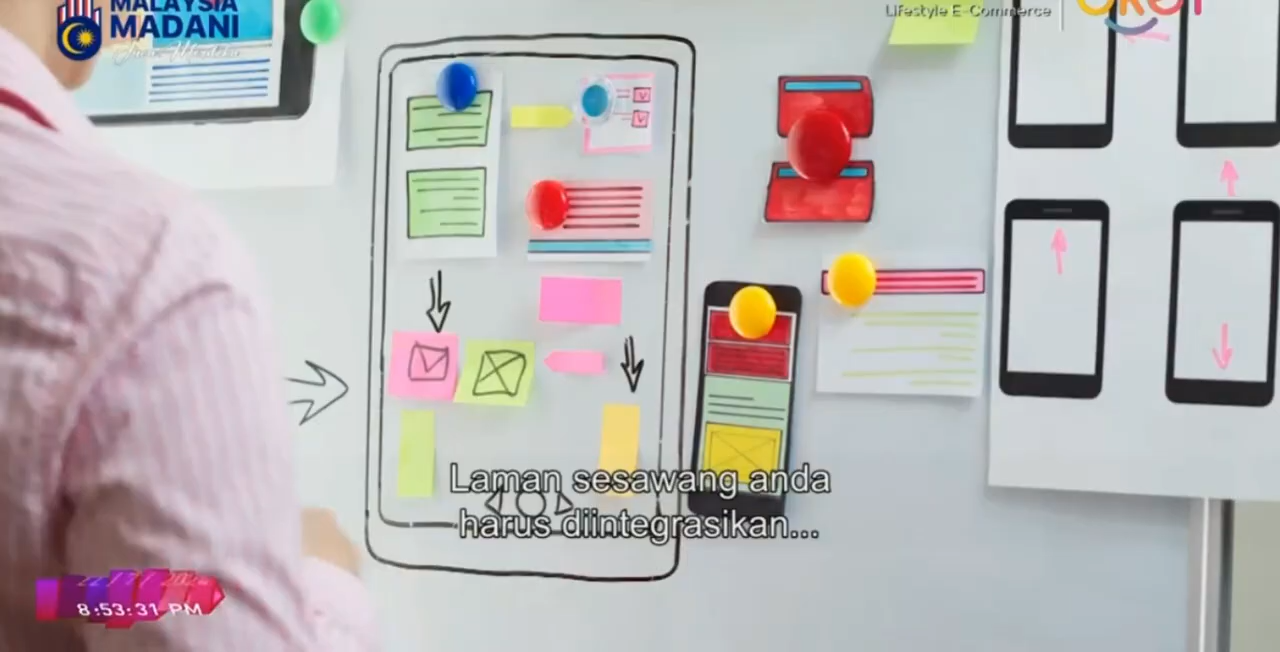 MALAYSIA
MADANI
Lifestyle E-Commerce
Laman sesawang anda
harus diintegrasikan...
8:53:31 PM